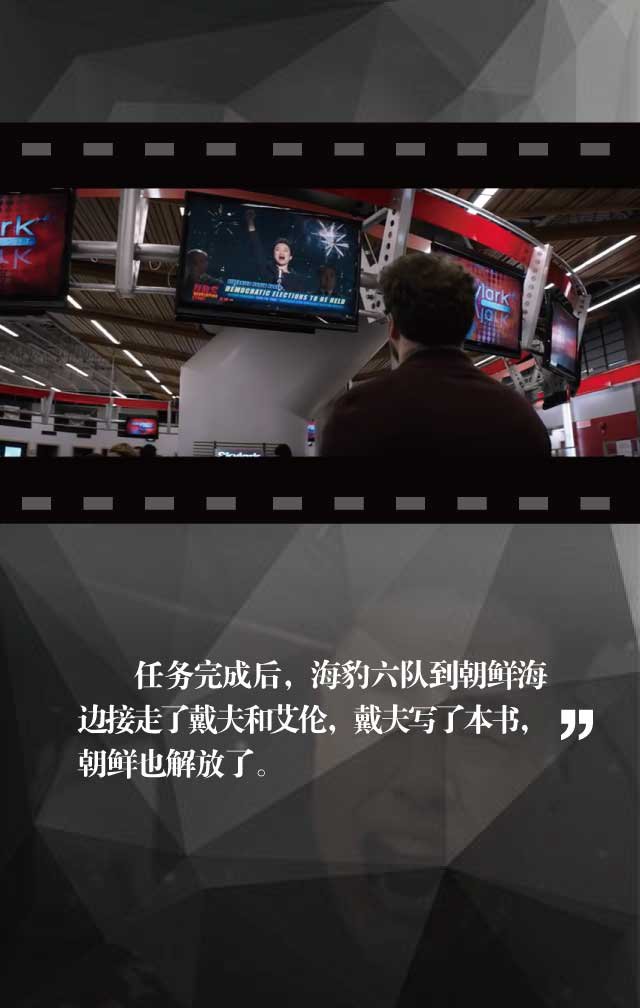 DEMOCRATIC ELECTIONS TO BE HELD
任务完成后，海豹六队到朝鲜海
边接走了戴夫和艾伦，戴夫写了本书，
朝鲜也解放了。
”